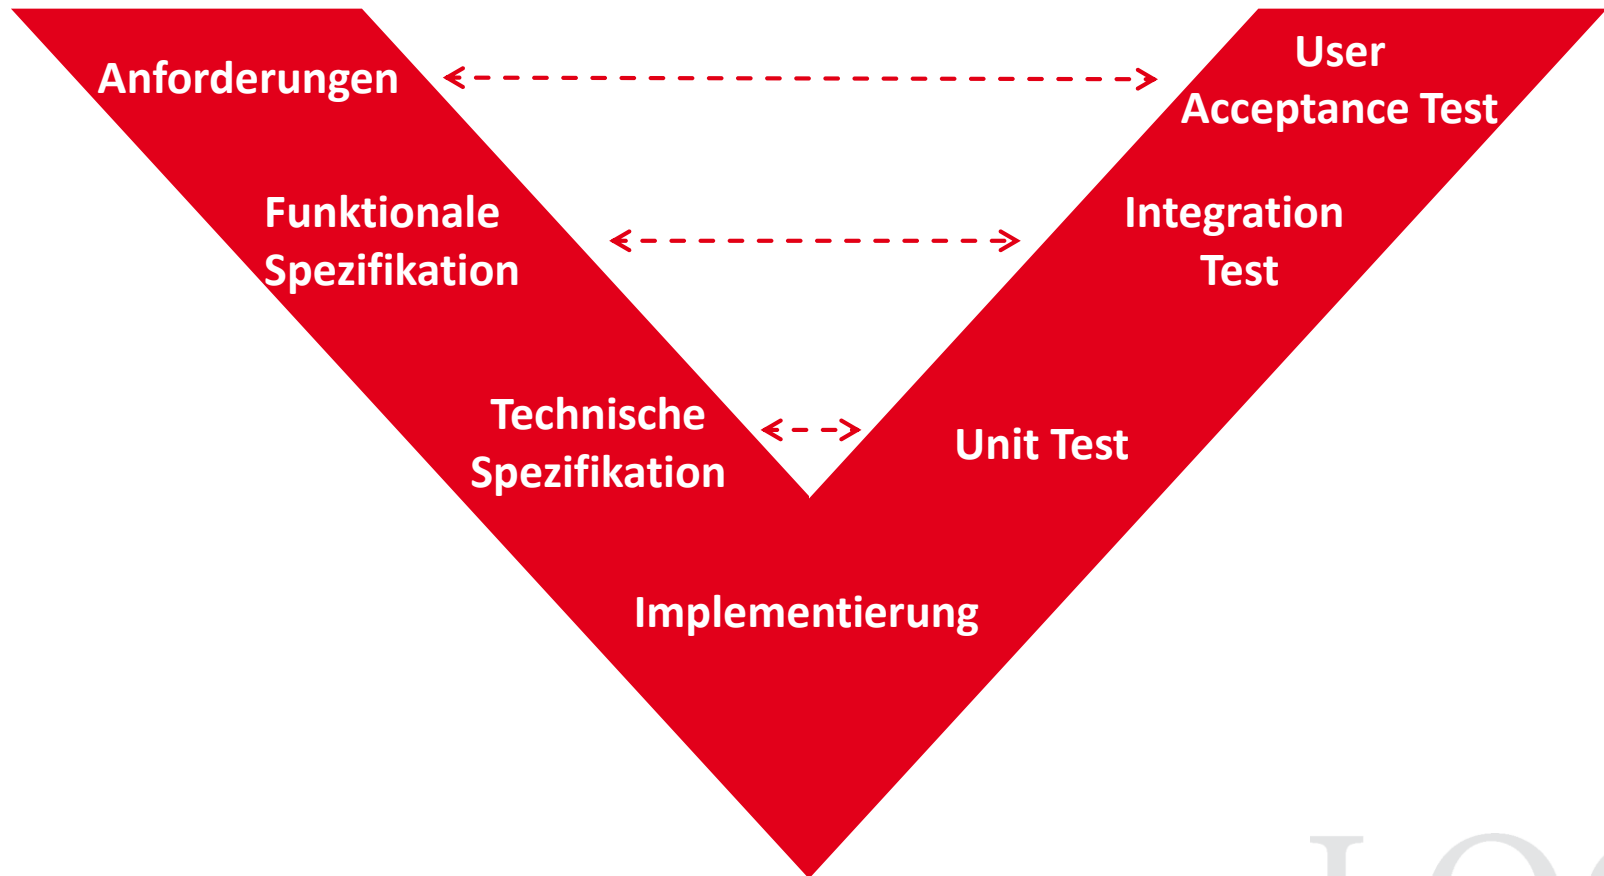 Anforderungen
User
Acceptance Test
Funktionale
Spezifikation
Integration
Test
Technische
Spezifikation
Unit Test
Implementierung